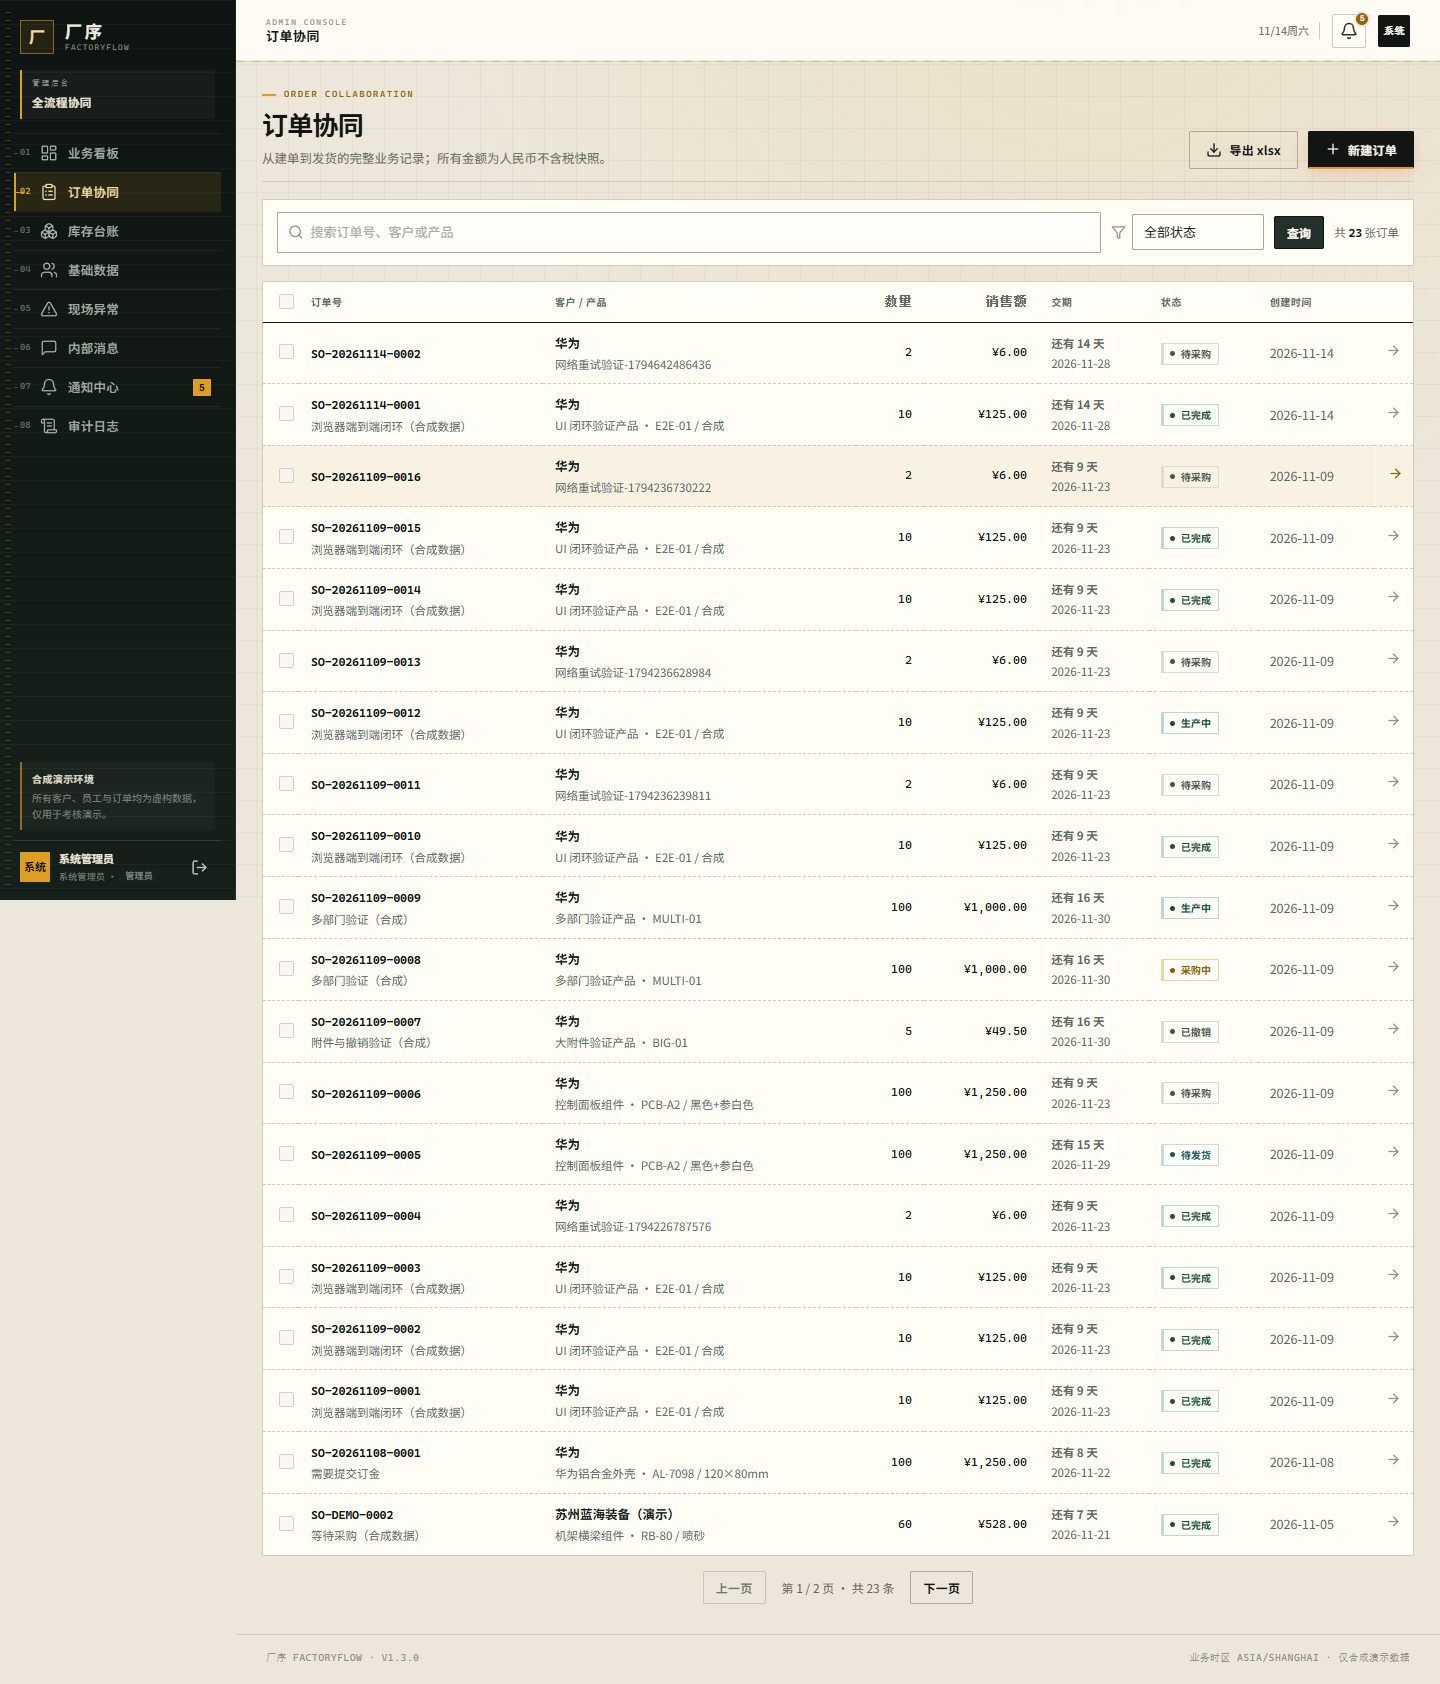 厂
厂序
FACTORYFLOW
管理后台
全流程协同
01 业务看板
02 订单协同
03 库存台账
04 基础数据
05 现场异常
06 内部消息
07 通知中心 5
08 审计日志
合成演示环境
所有客户、员工与订单均为虚构数据，
仅用于考核演示。
系统
系统管理员
系统管理员 · 管理员
ADMIN CONSOLE
订单协同
11/14周六
5
系统
ORDER COLLABORATION
订单协同
从建单到发货的完整业务记录；所有金额为人民币不含税快照。
导出 xlsx
新建订单
搜索订单号、客户或产品
全部状态
查询
共 23 张订单
订单号 客户 / 产品 数量 销售额 交期 状态 创建时间
SO-20261114-0002 华为 2 ¥6.00 还有 14 天 待采购 2026-11-14
网络重试验证-1794642486436 2026-11-28
SO-20261114-0001 华为 10 ¥125.00 还有 14 天 已完成 2026-11-14
浏览器端到端闭环（合成数据） UI 闭环验证产品 · E2E-01 / 合成 2026-11-28
SO-20261109-0016 华为 2 ¥6.00 还有 9 天 待采购 2026-11-09
网络重试验证-1794236730222 2026-11-23
SO-20261109-0015 华为 10 ¥125.00 还有 9 天 已完成 2026-11-09
浏览器端到端闭环（合成数据） UI 闭环验证产品 · E2E-01 / 合成 2026-11-23
SO-20261109-0014 华为 10 ¥125.00 还有 9 天 已完成 2026-11-09
浏览器端到端闭环（合成数据） UI 闭环验证产品 · E2E-01 / 合成 2026-11-23
SO-20261109-0013 华为 2 ¥6.00 还有 9 天 待采购 2026-11-09
网络重试验证-1794236628984 2026-11-23
SO-20261109-0012 华为 10 ¥125.00 还有 9 天 生产中 2026-11-09
浏览器端到端闭环（合成数据） UI 闭环验证产品 · E2E-01 / 合成 2026-11-23
SO-20261109-0011 华为 2 ¥6.00 还有 9 天 待采购 2026-11-09
网络重试验证-1794236239811 2026-11-23
SO-20261109-0010 华为 10 ¥125.00 还有 9 天 已完成 2026-11-09
浏览器端到端闭环（合成数据） UI 闭环验证产品 · E2E-01 / 合成 2026-11-23
SO-20261109-0009 华为 100 ¥1,000.00 还有 16 天 生产中 2026-11-09
多部门验证（合成） 多部门验证产品 · MULTI-01 2026-11-30
SO-20261109-0008 华为 100 ¥1,000.00 还有 16 天 采购中 2026-11-09
多部门验证（合成） 多部门验证产品 · MULTI-01 2026-11-30
SO-20261109-0007 华为 5 ¥49.50 还有 16 天 已撤销 2026-11-09
附件与撤销验证（合成） 大附件验证产品 · BIG-01 2026-11-30
SO-20261109-0006 华为 100 ¥1,250.00 还有 9 天 待采购 2026-11-09
控制面板组件 · PCB-A2 / 黑色+参白色 2026-11-23
SO-20261109-0005 华为 100 ¥1,250.00 还有 15 天 待发货 2026-11-09
控制面板组件 · PCB-A2 / 黑色+参白色 2026-11-29
SO-20261109-0004 华为 2 ¥6.00 还有 9 天 已完成 2026-11-09
网络重试验证-1794226787576 2026-11-23
SO-20261109-0003 华为 10 ¥125.00 还有 9 天 已完成 2026-11-09
浏览器端到端闭环（合成数据） UI 闭环验证产品 · E2E-01 / 合成 2026-11-23
SO-20261109-0002 华为 10 ¥125.00 还有 9 天 已完成 2026-11-09
浏览器端到端闭环（合成数据） UI 闭环验证产品 · E2E-01 / 合成 2026-11-23
SO-20261109-0001 华为 10 ¥125.00 还有 9 天 已完成 2026-11-09
浏览器端到端闭环（合成数据） UI 闭环验证产品 · E2E-01 / 合成 2026-11-23
SO-20261108-0001 华为 100 ¥1,250.00 还有 8 天 已完成 2026-11-08
需要提交订金 华为铝合金外壳 · AL-7098 / 120×80mm 2026-11-22
SO-DEMO-0002 苏州蓝海装备（演示） 60 ¥528.00 还有 7 天 已完成 2026-11-05
等待采购（合成数据） 机架横梁组件 · RB-80 / 喷砂 2026-11-21
上一页 第 1 / 2 页 · 共 23 条 下一页
厂序 FACTORYFLOW · V1.3.0
业务时区 ASIA/SHANGHAI · 仅合成演示数据